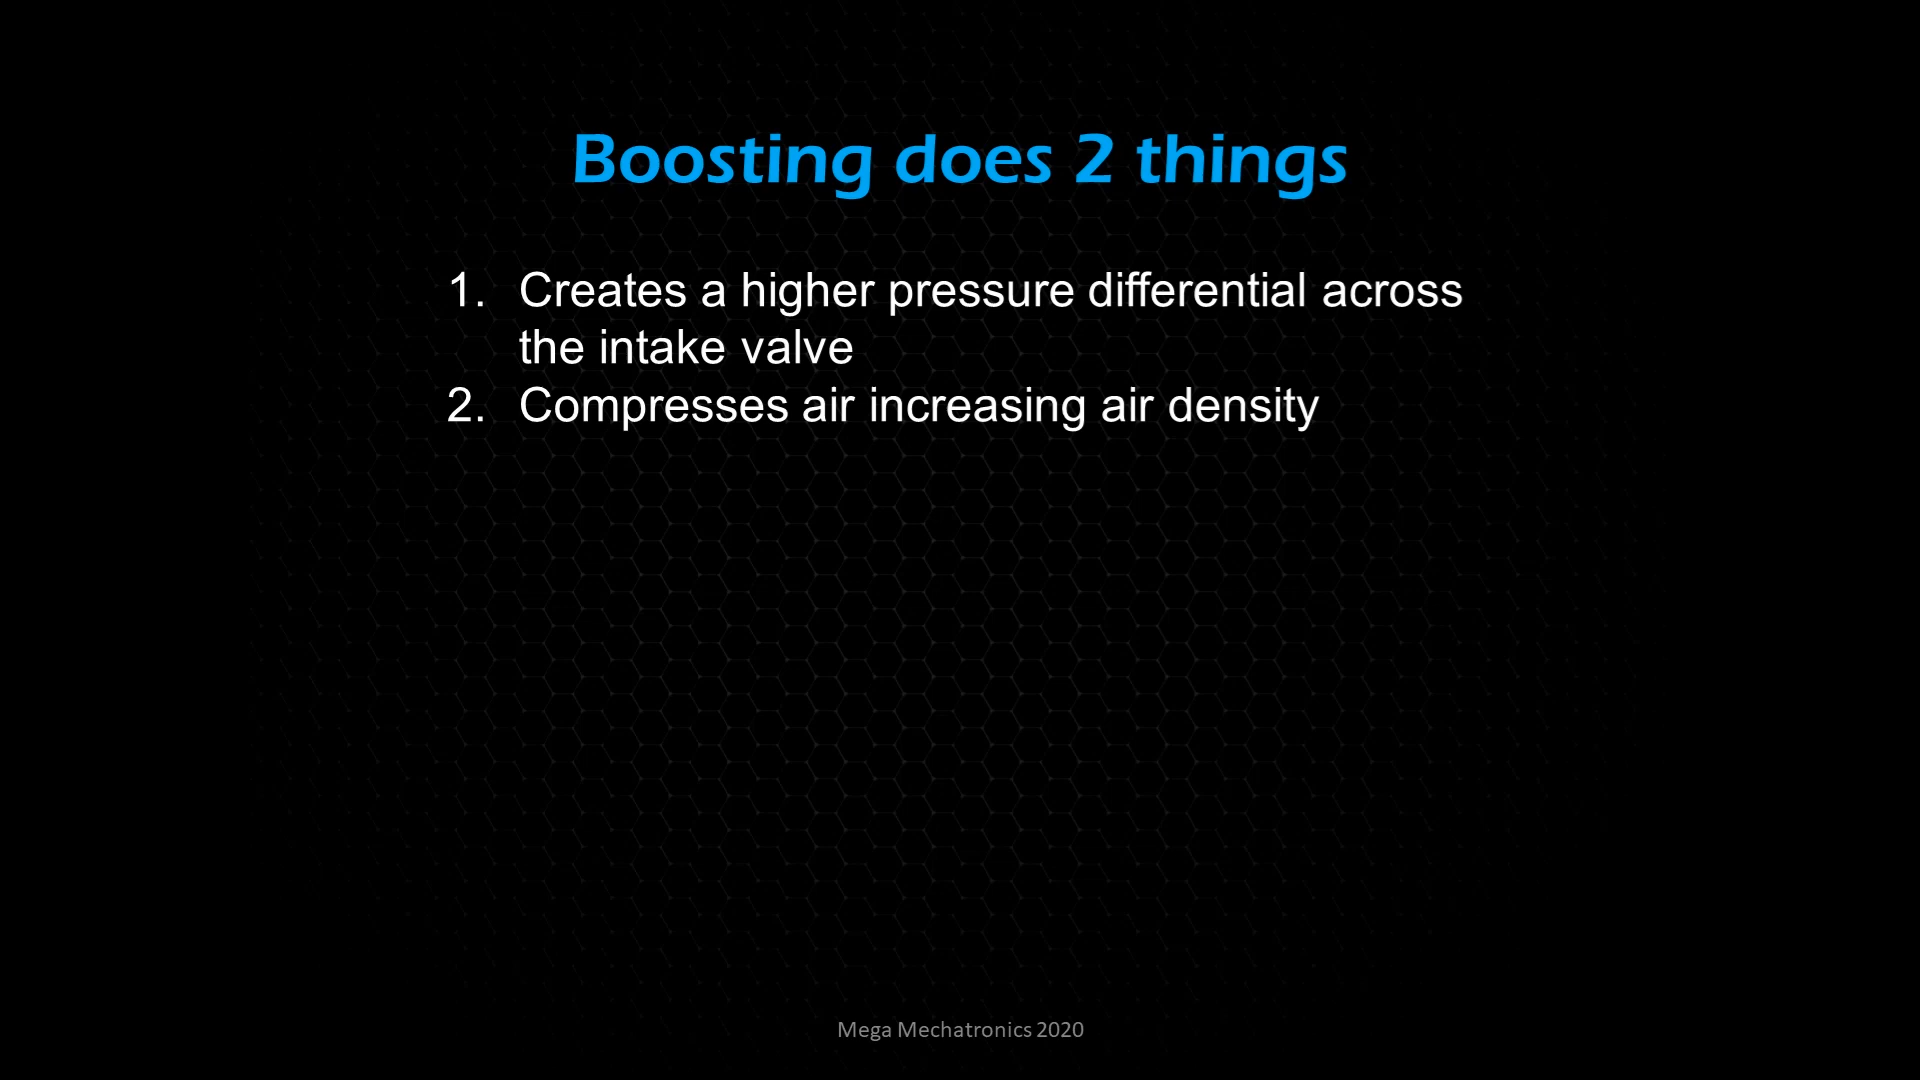 Boosting does 2 things
1. Creates a higher pressure differential across
the intake valve
2. Compresses air increasing air density
Mega Mechatronics 2020